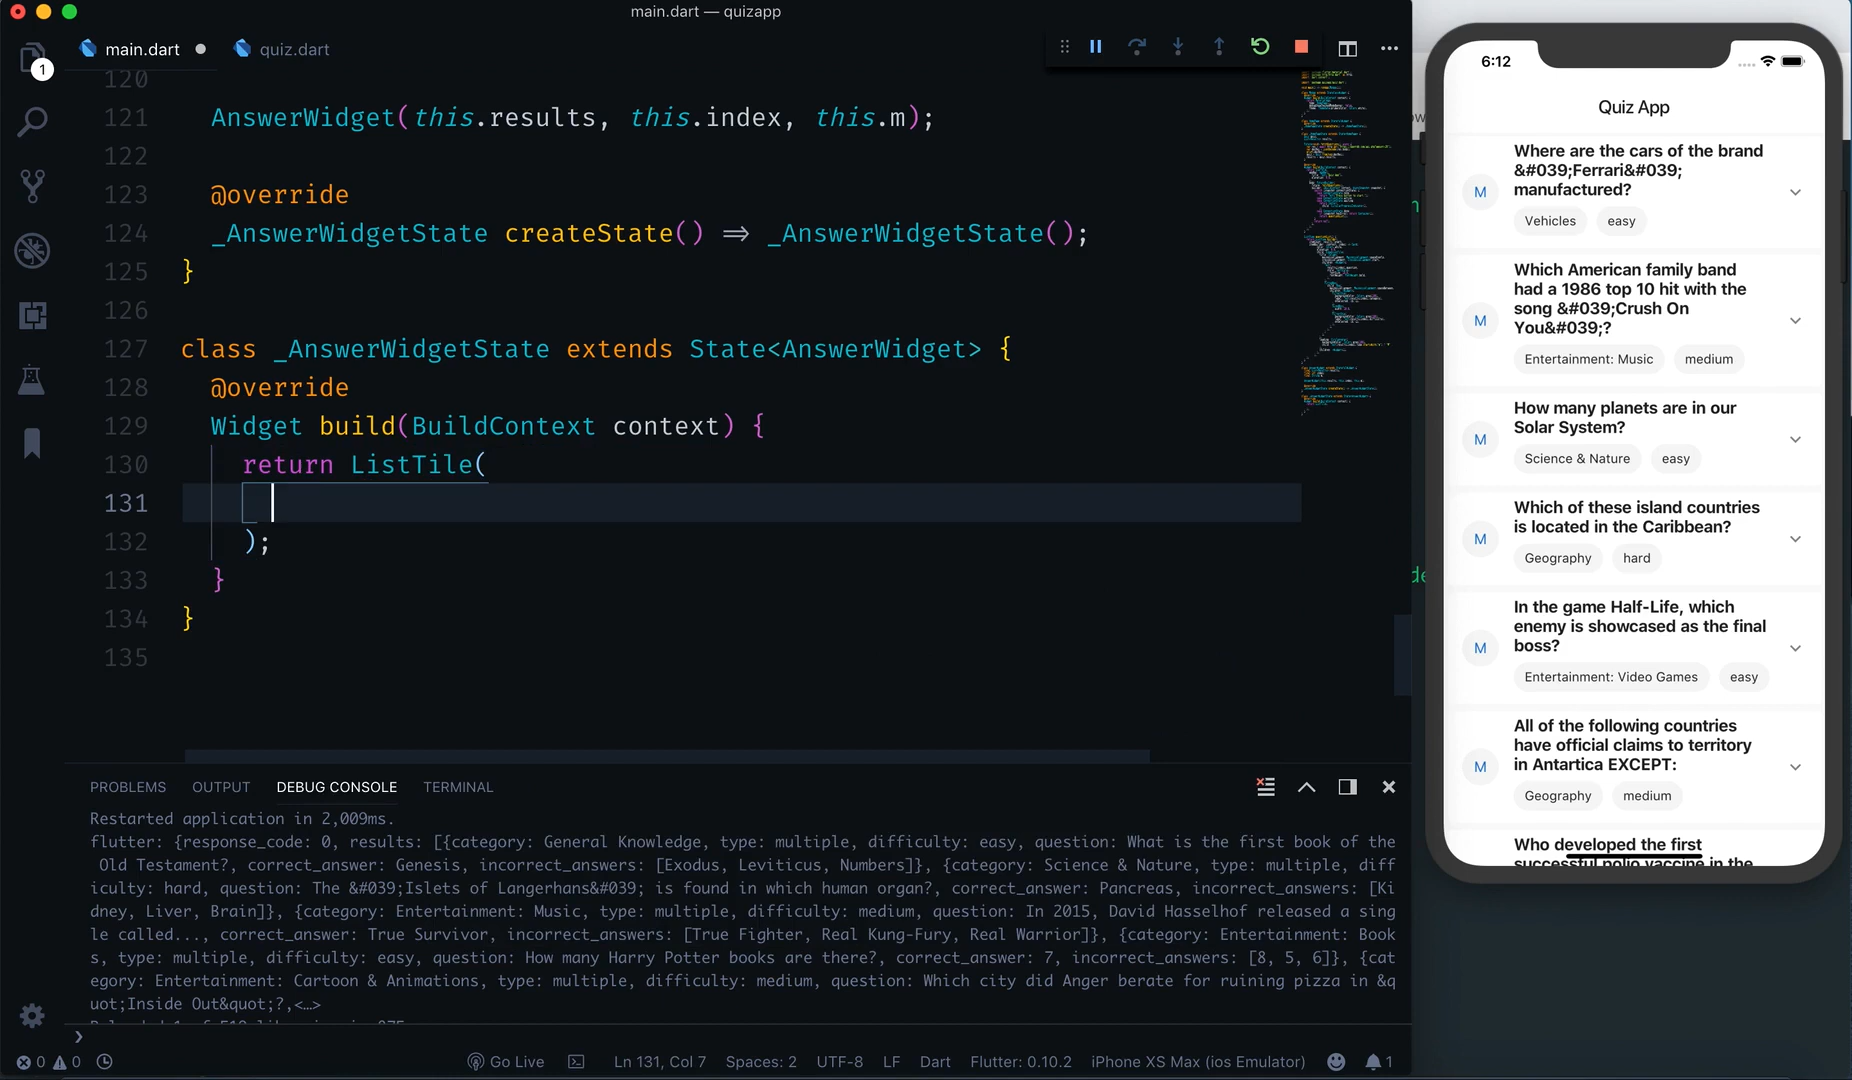 main.dart — quizapp
main.dart
quiz.dart
1
120
121 AnswerWidget(this.results, this.index, this.m);
122
123 @override
124 _AnswerWidgetState createState() => _AnswerWidgetState();
125 }
126
127 class _AnswerWidgetState extends State<AnswerWidget> {
128 @override
129 Widget build(BuildContext context) {
130 return ListTile(
131
132 );
133 }
134 }
135
PROBLEMS OUTPUT DEBUG CONSOLE TERMINAL
Restarted application in 2,009ms.
flutter: {response_code: 0, results: [{category: General Knowledge, type: multiple, difficulty: easy, question: What is the first book of the
Old Testament?, correct_answer: Genesis, incorrect_answers: [Exodus, Leviticus, Numbers]}, {category: Science & Nature, type: multiple, diff
iculty: hard, question: The &#039;Islets of Langerhans&#039; is found in which human organ?, correct_answer: Pancreas, incorrect_answers: [Ki
dney, Liver, Brain]}, {category: Entertainment: Music, type: multiple, difficulty: medium, question: In 2015, David Hasselhof released a sing
le called..., correct_answer: True Survivor, incorrect_answers: [True Fighter, Real Kung-Fury, Real Warrior]}, {category: Entertainment: Book
s, type: multiple, difficulty: easy, question: How many Harry Potter books are there?, correct_answer: 7, incorrect_answers: [8, 5, 6]}, {cat
egory: Entertainment: Cartoon & Animations, type: multiple, difficulty: medium, question: Which city did Anger berate for ruining pizza in &q
uot;Inside Out&quot;?,<…>
0 0 Go Live Ln 131, Col 7 Spaces: 2 UTF-8 LF Dart Flutter: 0.10.2 iPhone XS Max (ios Emulator) 1
6:12
Quiz App
M
Where are the cars of the brand
&#039;Ferrari&#039;
manufactured?
Vehicles easy
M
Which American family band
had a 1986 top 10 hit with the
song &#039;Crush On
You&#039;?
Entertainment: Music medium
M
How many planets are in our
Solar System?
Science & Nature easy
M
Which of these island countries
is located in the Caribbean?
Geography hard
M
In the game Half-Life, which
enemy is showcased as the final
boss?
Entertainment: Video Games easy
M
All of the following countries
have official claims to territory
in Antartica EXCEPT:
Geography medium
Who developed the first
successful polio vaccine in the